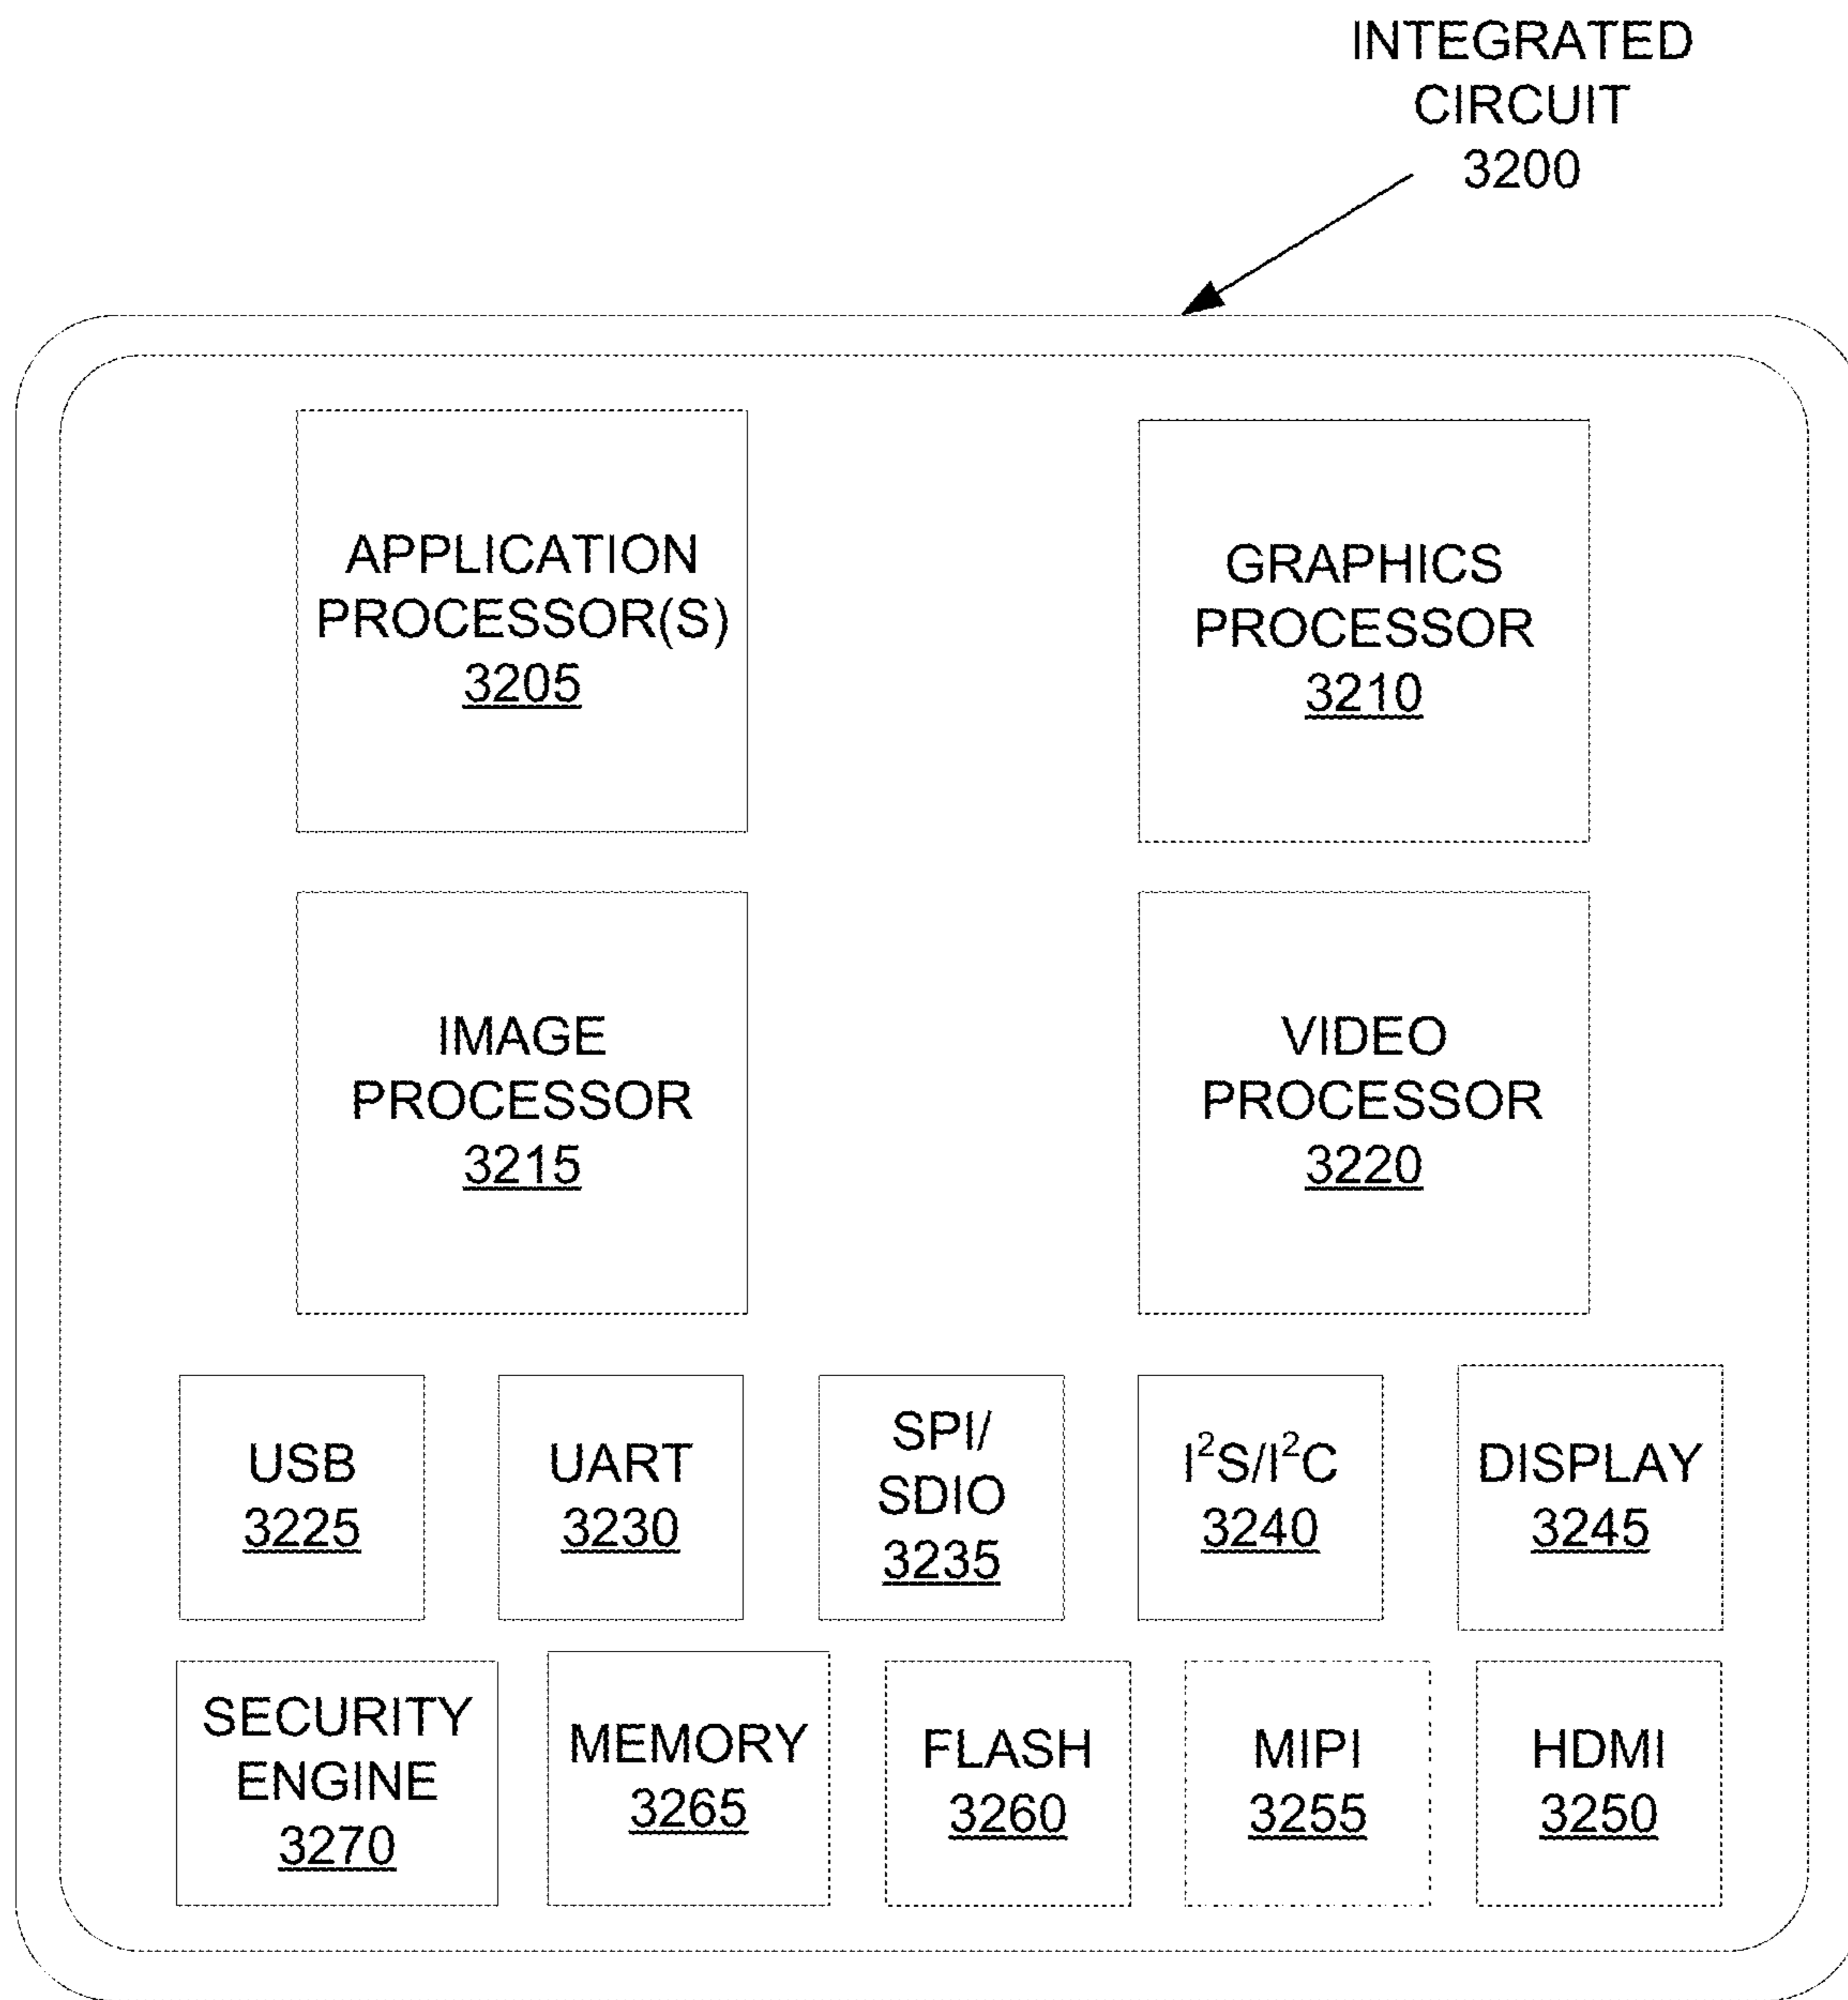 INTEGRATED
CIRCUIT
3200
APPLICATION
PROCESSOR(S)
3205
GRAPHICS
PROCESSOR
3210
IMAGE
PROCESSOR
3215
VIDEO
PROCESSOR
3220
USB
3225
UART
3230
SPI/
SDIO
3235
I²S/I²C
3240
DISPLAY
3245
SECURITY
ENGINE
3270
MEMORY
3265
FLASH
3260
MIPI
3255
HDMI
3250